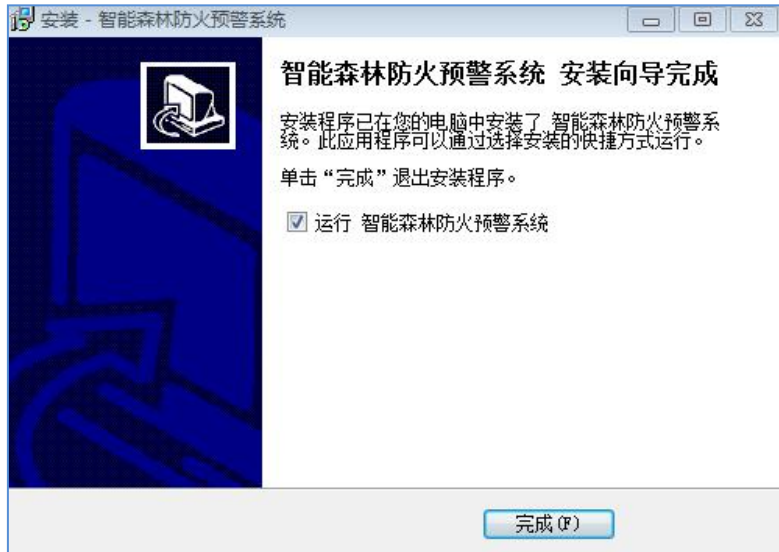 安装 - 智能森林防火预警系统
智能森林防火预警系统 安装向导完成
安装程序已在您的电脑中安装了 智能森林防火预警系
统。此应用程序可以通过选择安装的快捷方式运行。
单击“完成”退出安装程序。
运行 智能森林防火预警系统
完成(F)